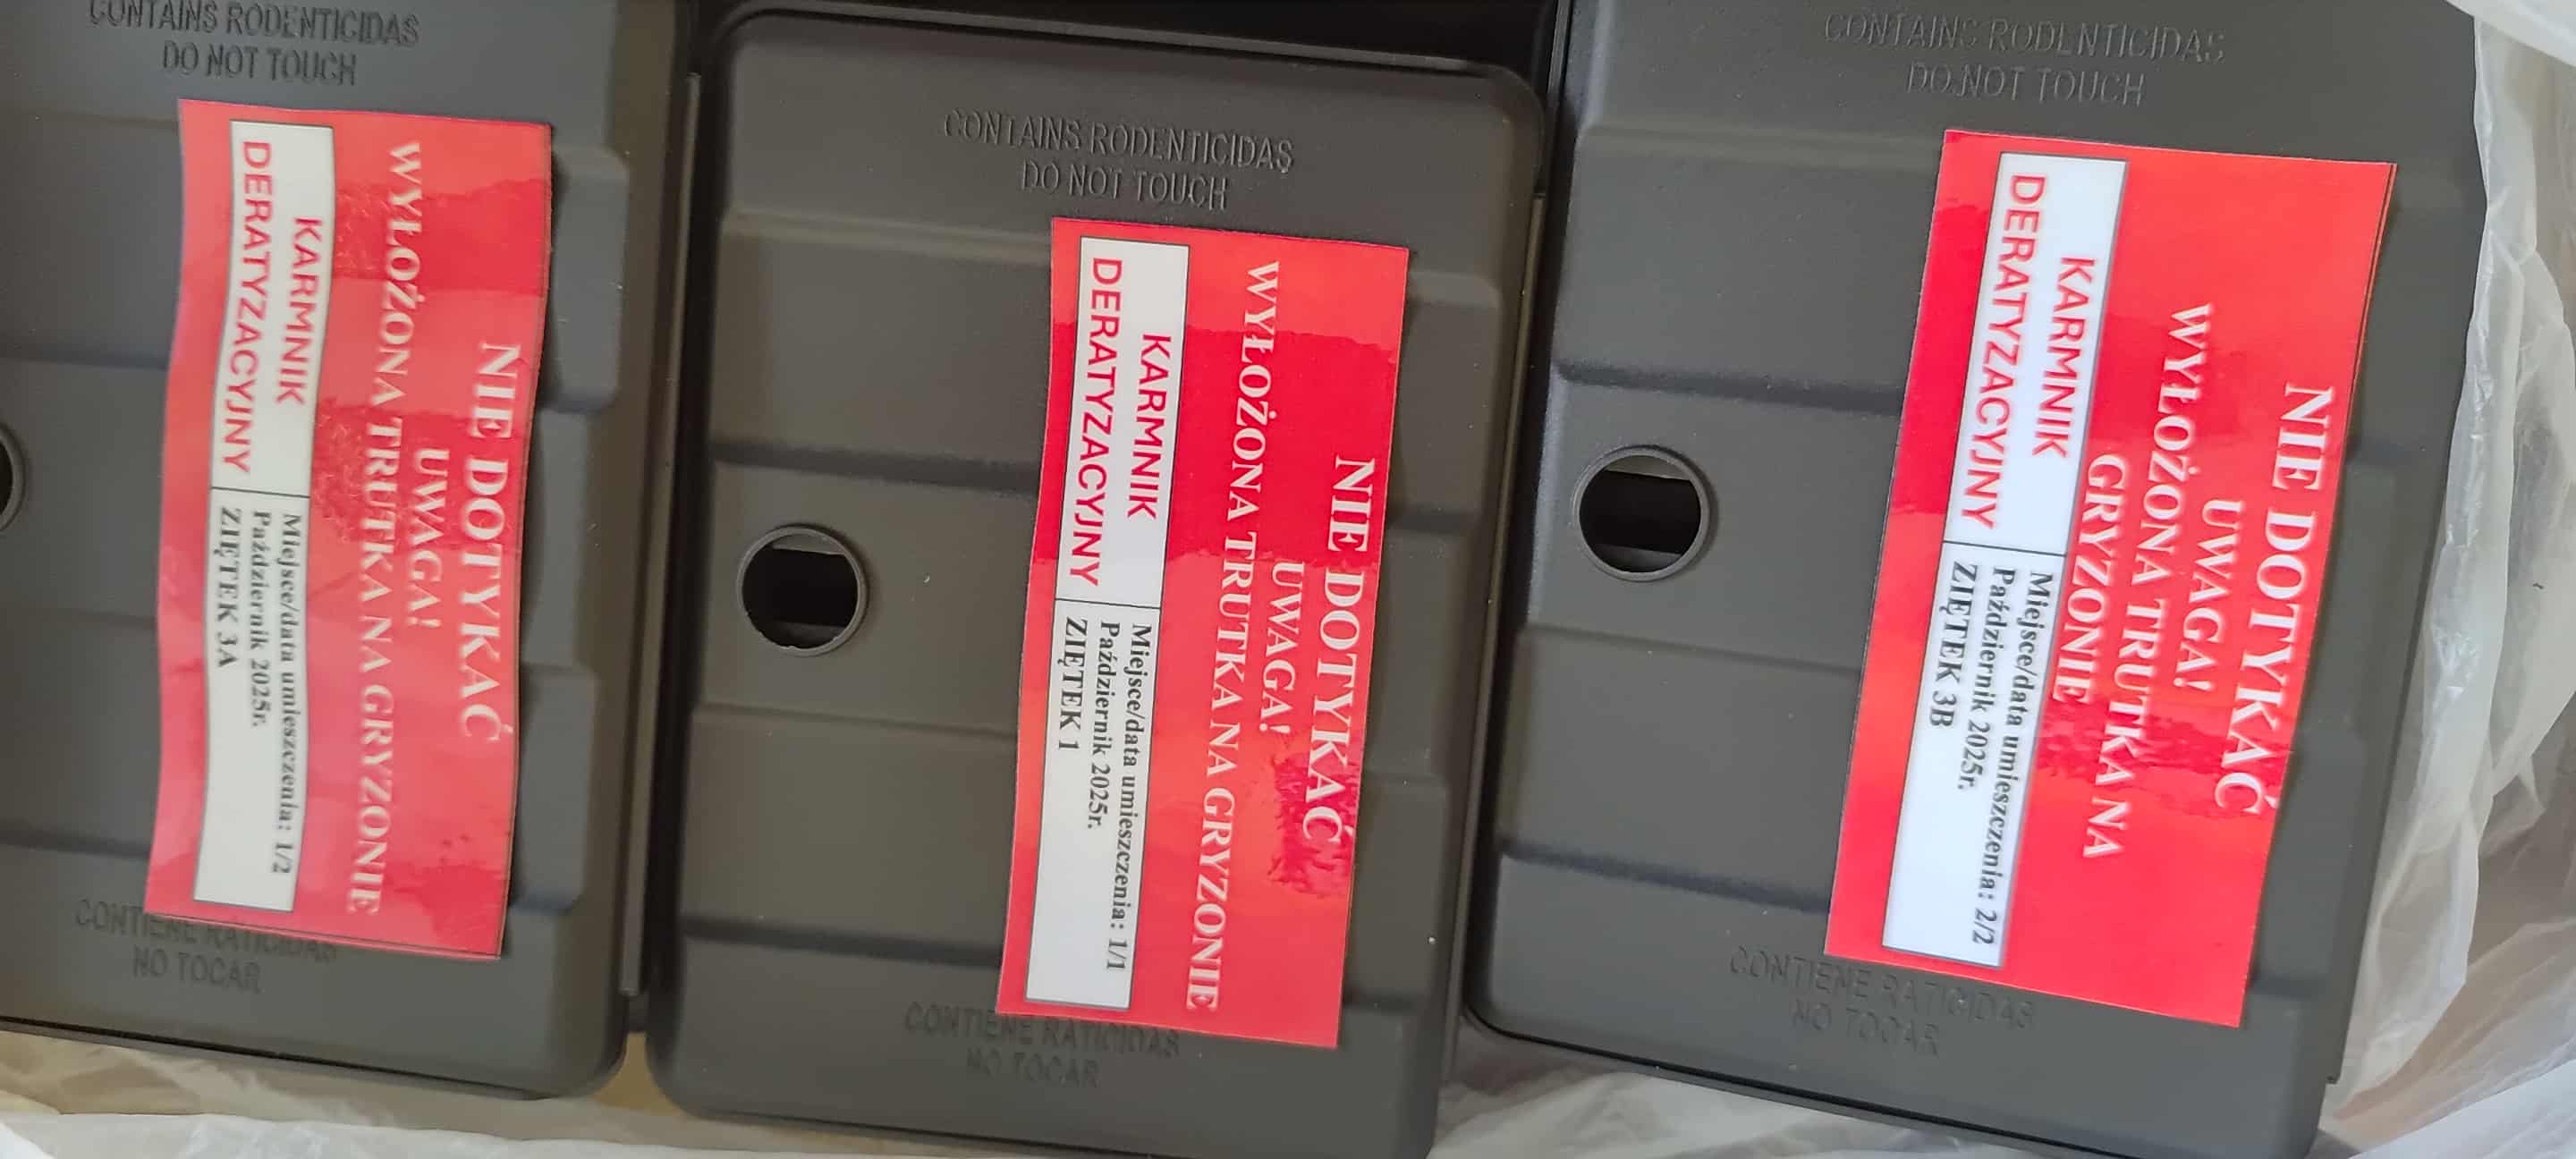 CONTAINS RODENTICIDAS
DO NOT TOUCH
NIE DOTYKAĆ
UWAGA!
WYŁOŻONA TRUTKA NA GRYZONIE
KARMNIK
DERATYZACYJNY
Miejsce/data umieszczenia: 1/2
Październik 2025r.
ZIĘTEK 3A
CONTIENE RATICIDAS
NO TOCAR
CONTAINS RODENTICIDAS
DO NOT TOUCH
NIE DOTYKAĆ
UWAGA!
WYŁOŻONA TRUTKA NA GRYZONIE
KARMNIK
DERATYZACYJNY
Miejsce/data umieszczenia: 1/1
Październik 2025r.
ZIĘTEK 1
CONTIENE RATICIDAS
NO TOCAR
CONTAINS RODENTICIDAS
DO NOT TOUCH
NIE DOTYKAĆ
UWAGA!
WYŁOŻONA TRUTKA NA
GRYZONIE
KARMNIK
DERATYZACYJNY
Miejsce/data umieszczenia: 2/2
Październik 2025r.
ZIĘTEK 3B
CONTIENE RATICIDAS
NO TOCAR